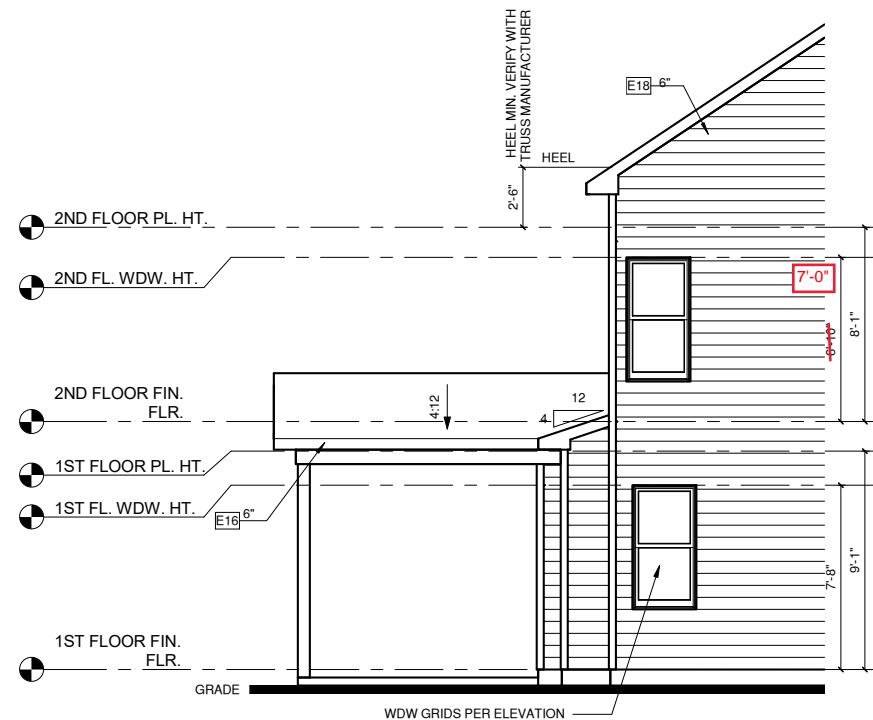 HEEL MIN. VERIFY WITH
TRUSS MANUFACTURER
E18 6"
HEEL
2'-6"
2ND FLOOR PL. HT.
2ND FL. WDW. HT.
7'-0"
6'-10"
8'-1"
2ND FLOOR FIN.
FLR.
4:12
12
4
1ST FLOOR PL. HT.
1ST FL. WDW. HT.
E16 6"
7'-8"
9'-1"
1ST FLOOR FIN.
FLR.
GRADE
WDW GRIDS PER ELEVATION